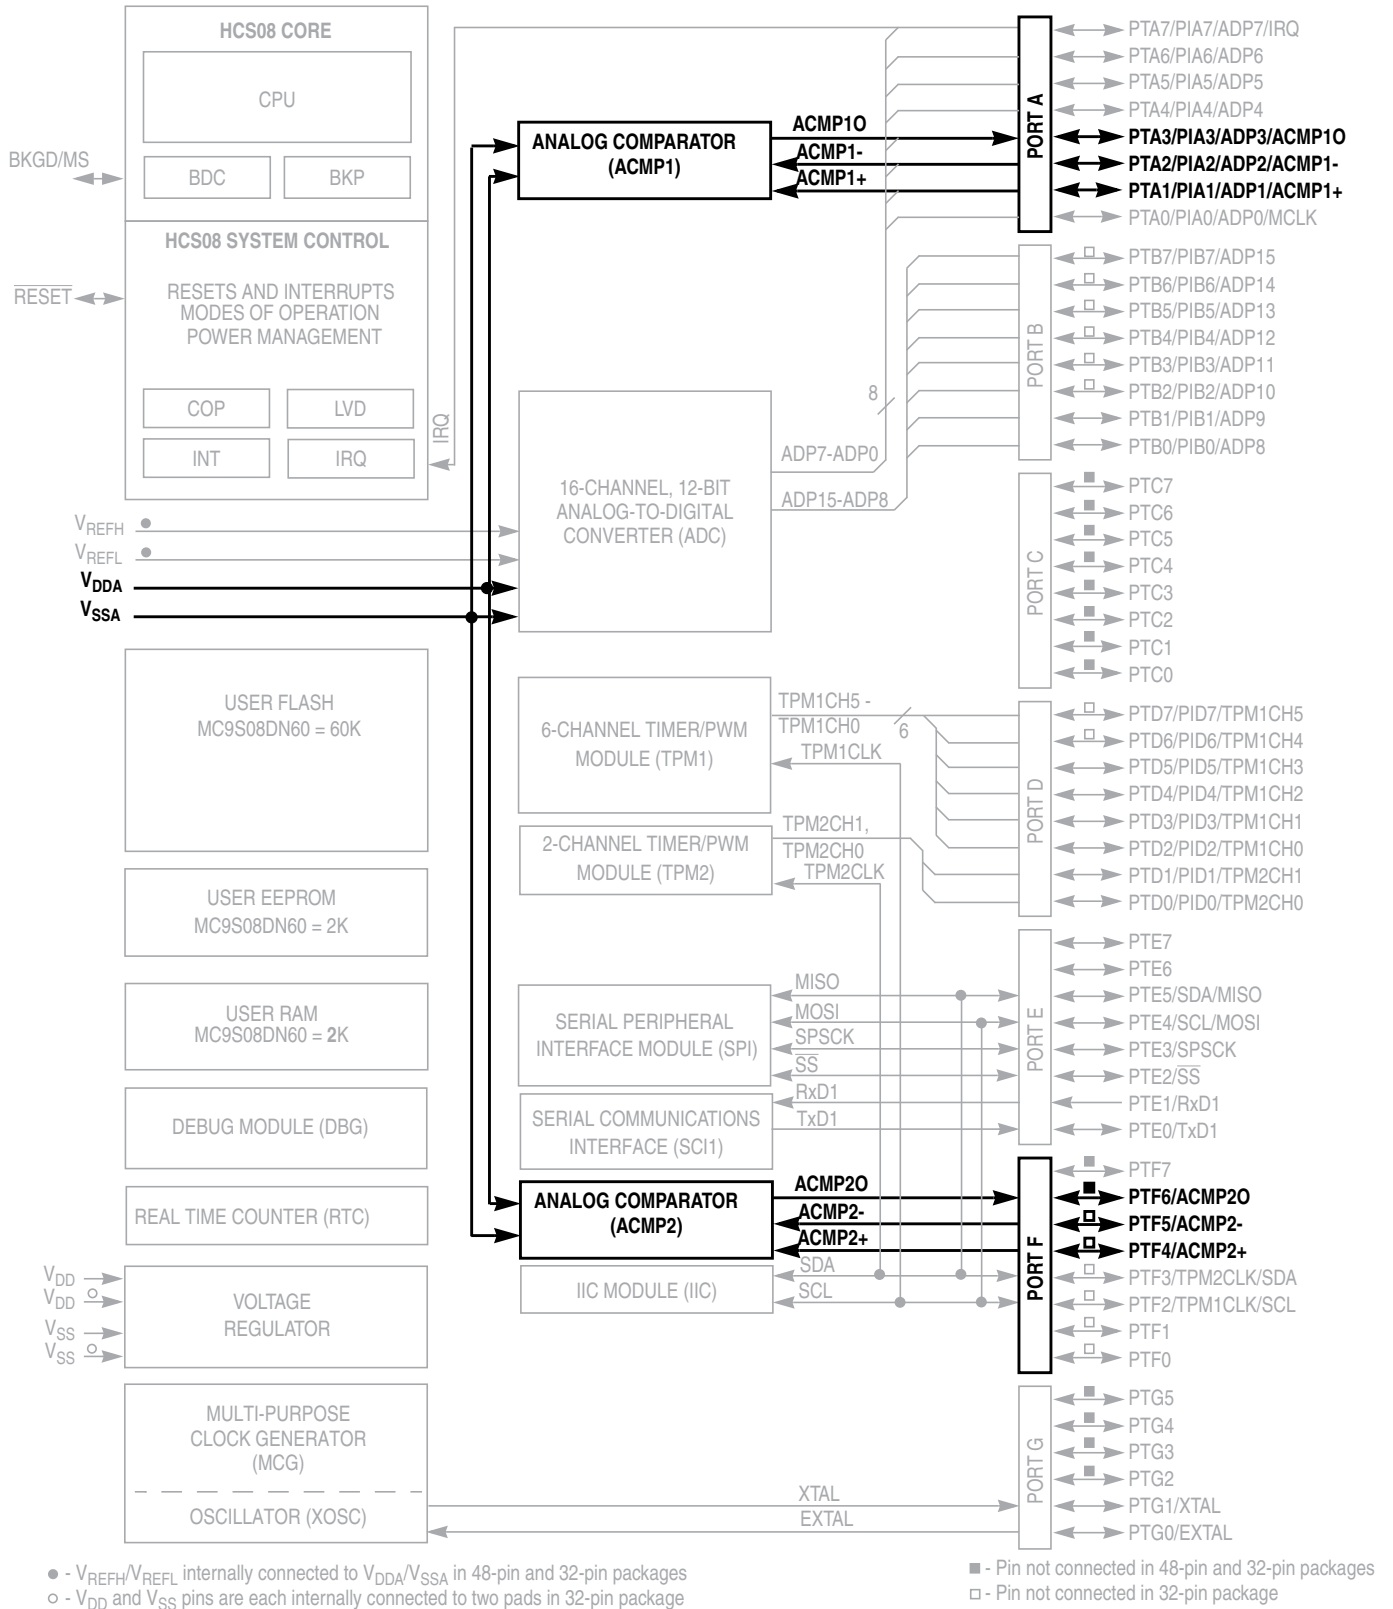 HCS08 CORE
CPU
BDC
BKP
BKGD/MS
HCS08 SYSTEM CONTROL
RESETS AND INTERRUPTS
MODES OF OPERATION
POWER MANAGEMENT
RESET
COP
LVD
INT
IRQ
IRQ
VREFH
VREFL
VDDA
VSSA
USER FLASH
MC9S08DN60 = 60K
USER EEPROM
MC9S08DN60 = 2K
USER RAM
MC9S08DN60 = 2K
DEBUG MODULE (DBG)
REAL TIME COUNTER (RTC)
VDD
VDD
VSS
VSS
VOLTAGE
REGULATOR
MULTI-PURPOSE
CLOCK GENERATOR
(MCG)
OSCILLATOR (XOSC)
ANALOG COMPARATOR
(ACMP1)
ACMP1O
ACMP1-
ACMP1+
16-CHANNEL, 12-BIT
ANALOG-TO-DIGITAL
CONVERTER (ADC)
8
ADP7-ADP0
ADP15-ADP8
6-CHANNEL TIMER/PWM
MODULE (TPM1)
TPM1CH5 -
TPM1CH0
6
TPM1CLK
2-CHANNEL TIMER/PWM
MODULE (TPM2)
TPM2CH1,
TPM2CH0
TPM2CLK
SERIAL PERIPHERAL
INTERFACE MODULE (SPI)
MISO
MOSI
SPSCK
SS
SERIAL COMMUNICATIONS
INTERFACE (SCI1)
RxD1
TxD1
ANALOG COMPARATOR
(ACMP2)
ACMP2O
ACMP2-
ACMP2+
IIC MODULE (IIC)
SDA
SCL
XTAL
EXTAL
PORT A
PTA7/PIA7/ADP7/IRQ
PTA6/PIA6/ADP6
PTA5/PIA5/ADP5
PTA4/PIA4/ADP4
PTA3/PIA3/ADP3/ACMP1O
PTA2/PIA2/ADP2/ACMP1-
PTA1/PIA1/ADP1/ACMP1+
PTA0/PIA0/ADP0/MCLK
PORT B
PTB7/PIB7/ADP15
PTB6/PIB6/ADP14
PTB5/PIB5/ADP13
PTB4/PIB4/ADP12
PTB3/PIB3/ADP11
PTB2/PIB2/ADP10
PTB1/PIB1/ADP9
PTB0/PIB0/ADP8
PORT C
PTC7
PTC6
PTC5
PTC4
PTC3
PTC2
PTC1
PTC0
PORT D
PTD7/PID7/TPM1CH5
PTD6/PID6/TPM1CH4
PTD5/PID5/TPM1CH3
PTD4/PID4/TPM1CH2
PTD3/PID3/TPM1CH1
PTD2/PID2/TPM1CH0
PTD1/PID1/TPM2CH1
PTD0/PID0/TPM2CH0
PORT E
PTE7
PTE6
PTE5/SDA/MISO
PTE4/SCL/MOSI
PTE3/SPSCK
PTE2/SS
PTE1/RxD1
PTE0/TxD1
PORT F
PTF7
PTF6/ACMP2O
PTF5/ACMP2-
PTF4/ACMP2+
PTF3/TPM2CLK/SDA
PTF2/TPM1CLK/SCL
PTF1
PTF0
PORT G
PTG5
PTG4
PTG3
PTG2
PTG1/XTAL
PTG0/EXTAL
● - VREFH/VREFL internally connected to VDDA/VSSA in 48-pin and 32-pin packages
○ - VDD and VSS pins are each internally connected to two pads in 32-pin package
■ - Pin not connected in 48-pin and 32-pin packages
□ - Pin not connected in 32-pin package